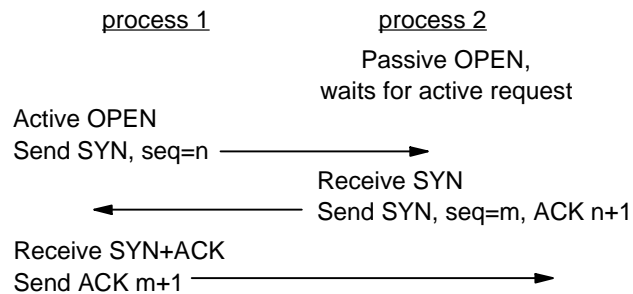 process 1 process 2
Passive OPEN,
waits for active request
Active OPEN
Send SYN, seq=n
Receive SYN
Send SYN, seq=m, ACK n+1
Receive SYN+ACK
Send ACK m+1